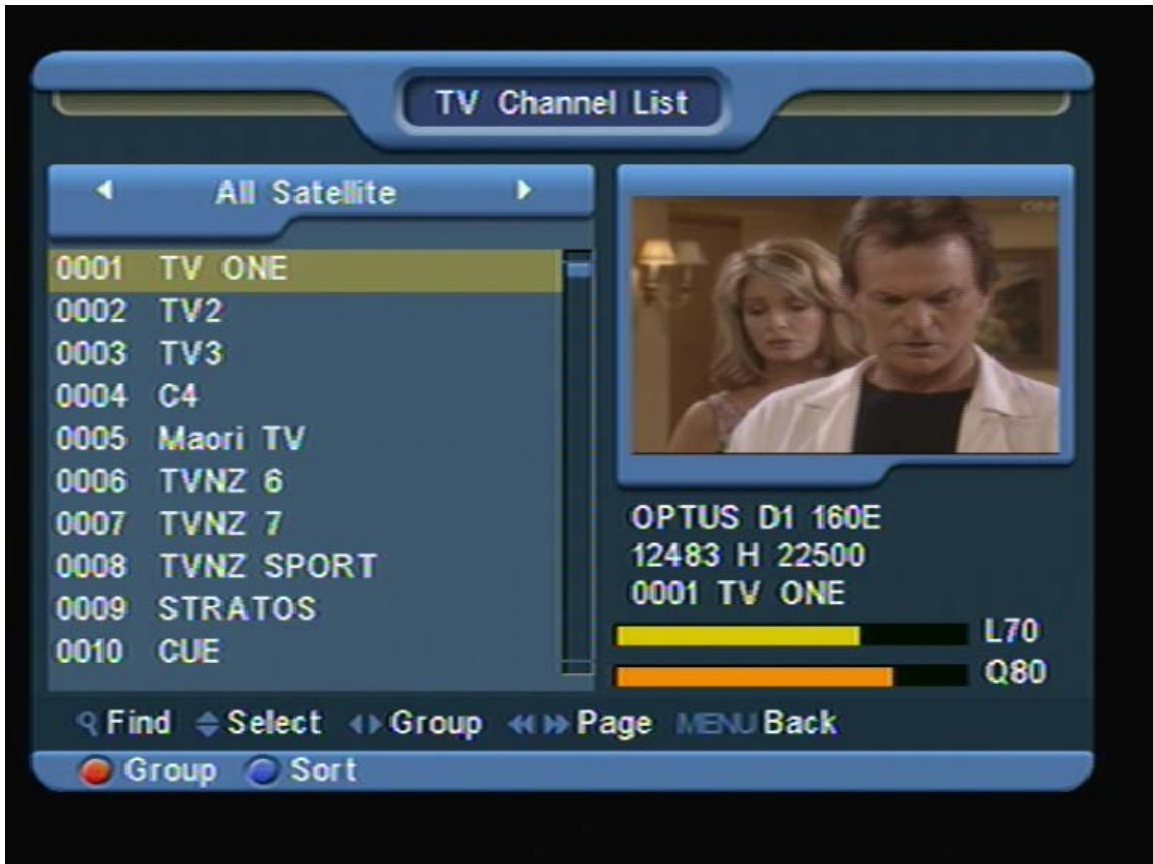 TV Channel List
All Satellite
0001 TV ONE
0002 TV2
0003 TV3
0004 C4
0005 Maori TV
0006 TVNZ 6
0007 TVNZ 7
0008 TVNZ SPORT
0009 STRATOS
0010 CUE
OPTUS D1 160E
12483 H 22500
0001 TV ONE
L70
Q80
Find Select Group Page MENU Back
Group Sort